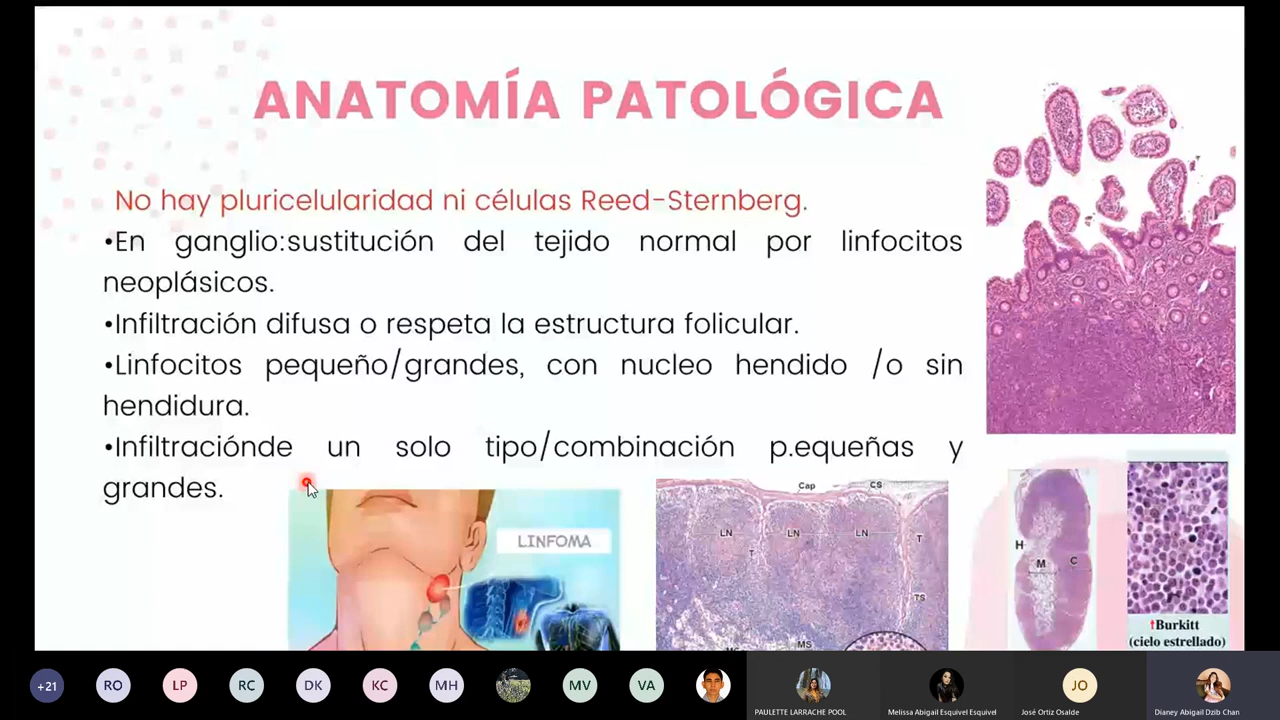 ANATOMÍA PATOLÓGICA
No hay pluricelularidad ni células Reed-Sternberg.
•En ganglio:sustitución del tejido normal por linfocitos
neoplásicos.
•Infiltración difusa o respeta la estructura folicular.
•Linfocitos pequeño/grandes, con nucleo hendido /o sin
hendidura.
•Infiltraciónde un solo tipo/combinación p.equeñas y
grandes.
LINFOMA
Cap CS
LN LN LN
T T
TS
MS
H M C
↑Burkitt
(cielo estrellado)
+21 RO LP RC DK KC MH MV VA JO
PAULETTE LARRACHE POOL
Melissa Abigail Esquivel Esquivel
José Ortiz Osalde
Dianey Abigail Dzib Chan